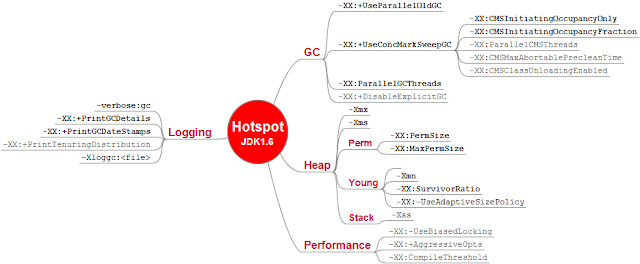 -XX:+UseParallelOldGC
-XX:+UseConcMarkSweepGC
-XX:CMSInitiatingOccupancyOnly
-XX:CMSInitiatingOccupancyFraction
-XX:ParallelCMSThreads
-XX:CMSMaxAbortablePrecleanTime
-XX:CMSClassUnloadingEnabled
GC
-XX:ParallelGCThreads
-XX:+DisableExplicitGC
-verbose:gc
-XX:+PrintGCDetails
-XX:+PrintGCDateStamps
-XX:+PrintTenuringDistribution
-Xloggc:<file>
Logging
Hotspot
JDK1.6
-Xmx
-Xms
Perm
-XX:PermSize
-XX:MaxPermSize
Heap
Young
-Xmn
-XX:SurvivorRatio
-XX:-UseAdaptiveSizePolicy
Stack
-Xss
Performance
-XX:-UseBiasedLocking
-XX:+AggressiveOpts
-XX:CompileThreshold